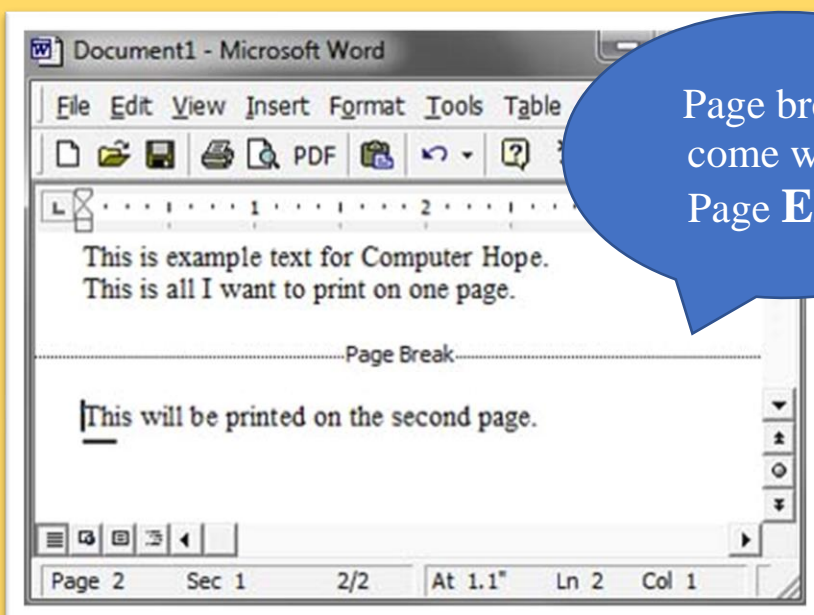 Document1 - Microsoft Word
File Edit View Insert Format Tools Table
PDF
1 2
This is example text for Computer Hope.
This is all I want to print on one page.
Page Break
This will be printed on the second page.
Page 2 Sec 1 2/2 At 1.1" Ln 2 Col 1
Page
come
Page